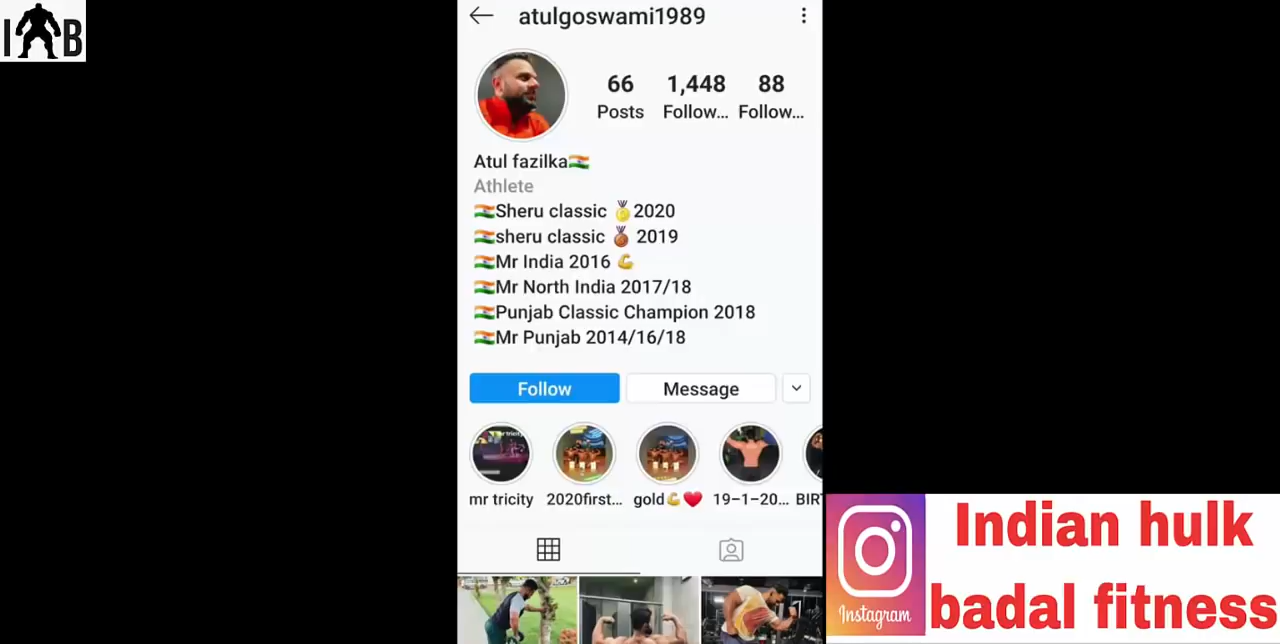 I B
atulgoswami1989
66 1,448 88
Posts Follow... Follow...
Atul fazilka🇮🇳
Athlete
🇮🇳Sheru classic 🏅2020
🇮🇳sheru classic 🥉 2019
🇮🇳Mr India 2016 💪
🇮🇳Mr North India 2017/18
🇮🇳Punjab Classic Champion 2018
🇮🇳Mr Punjab 2014/16/18
Follow Message
mr tricity 2020first... gold💪❤️ 19-1-20... BIR
Instagram
Indian hulk
badal fitness